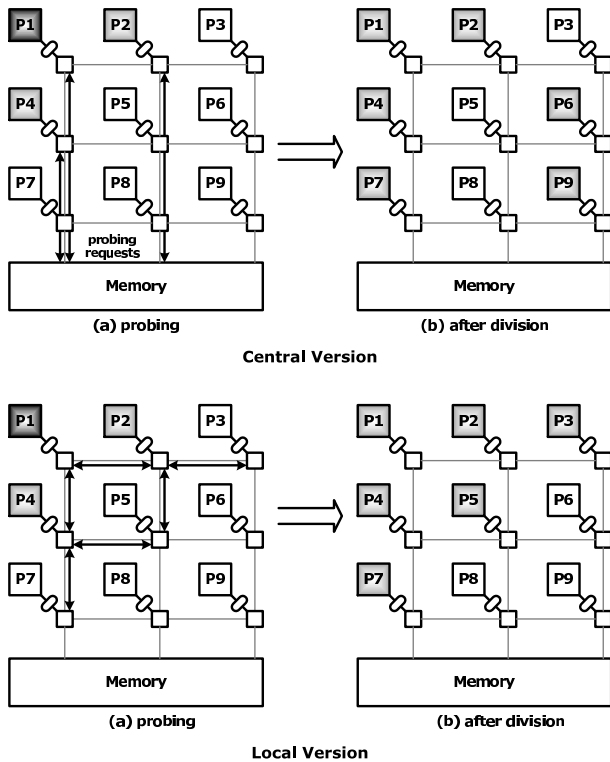 P1 P2 P3 P1 P2 P3
P4 P5 P6 P4 P5 P6
P7 P8 P9 P7 P8 P9
probing
requests
Memory Memory
(a) probing (b) after division
Central Version
P1 P2 P3 P1 P2 P3
P4 P5 P6 P4 P5 P6
P7 P8 P9 P7 P8 P9
Memory Memory
(a) probing (b) after division
Local Version